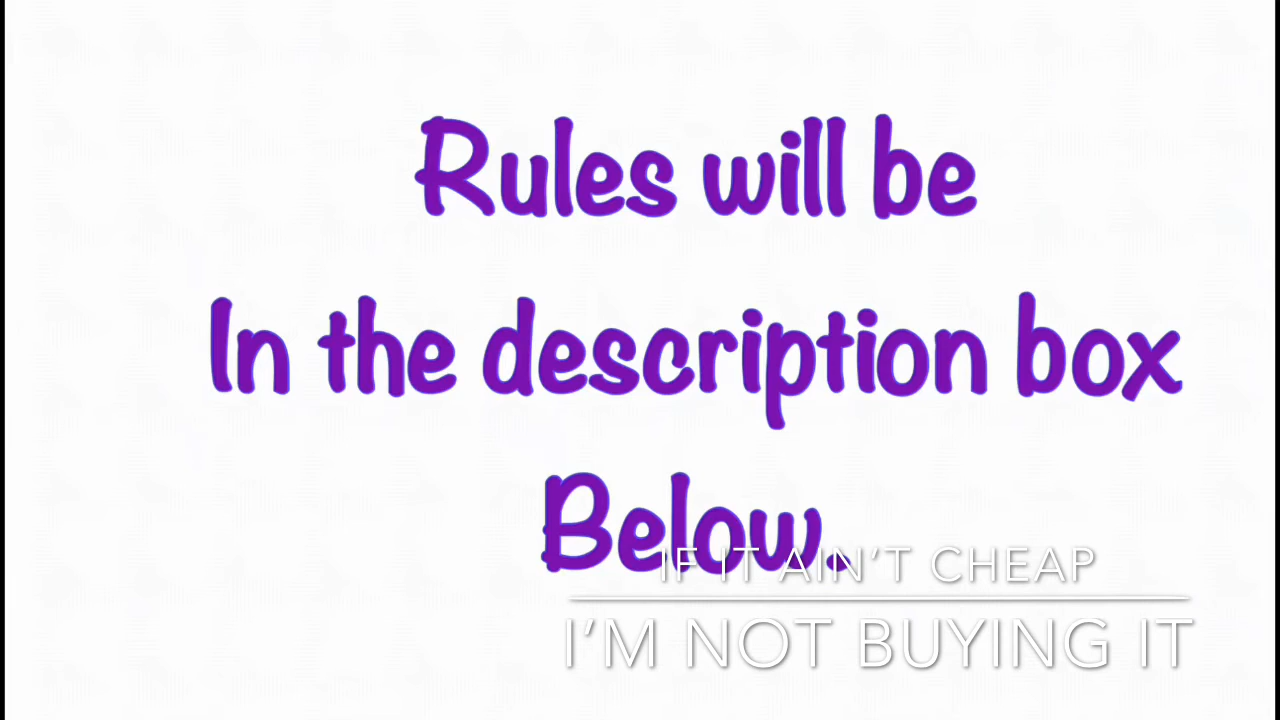 Rules will be
In the description box
Below.
IF IT AIN'T CHEAP
I'M NOT BUYING IT